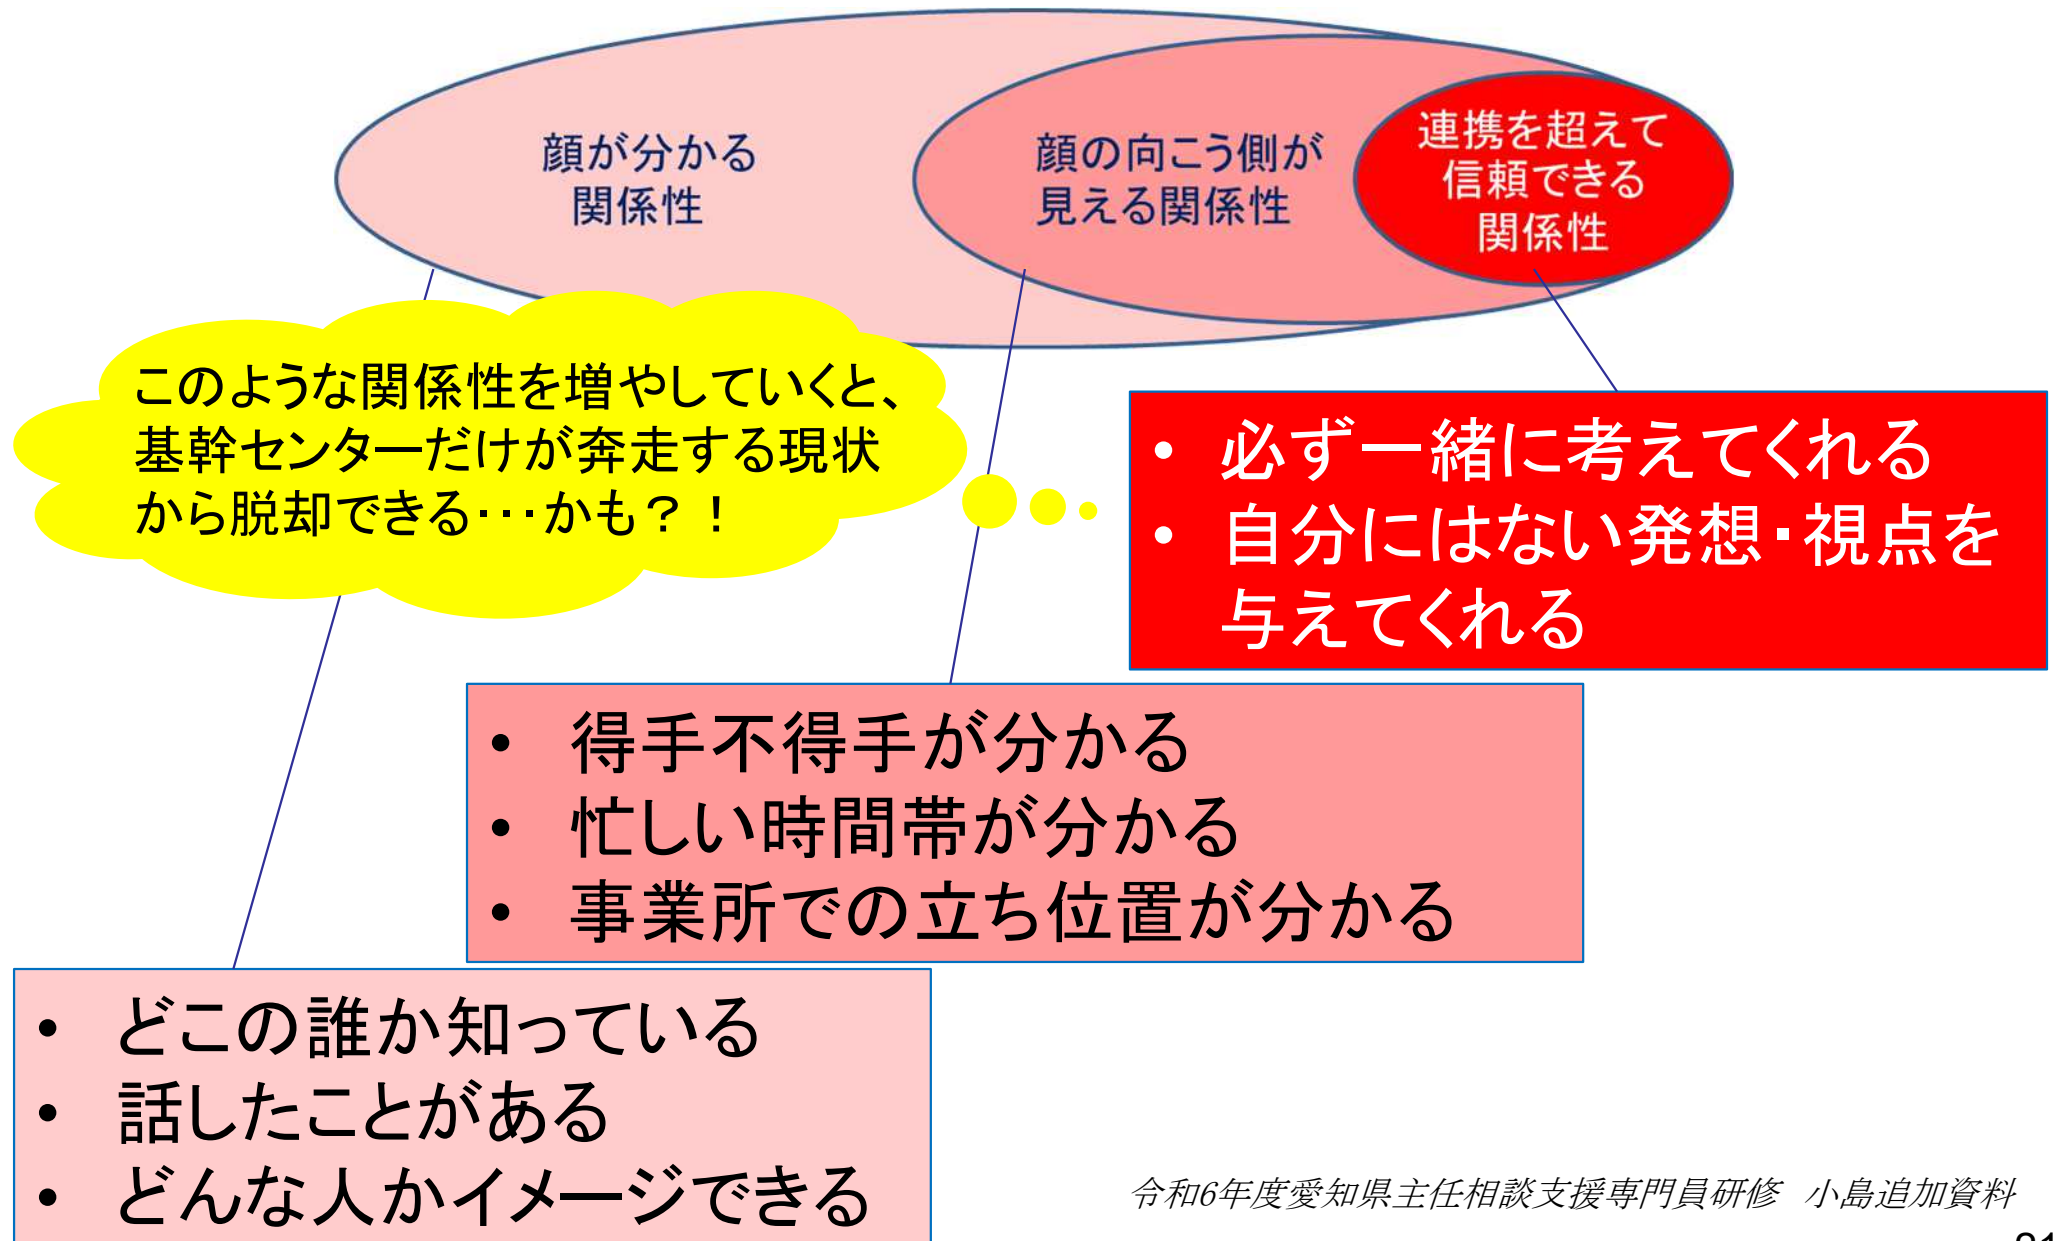 顔が分かる
関係性
顔の向こう側が
見える関係性
連携を超えて
信頼できる
関係性
このような関係性を増やしていくと、
基幹センターだけが奔走する現状
から脱却できる・・・かも？！
• 必ず一緒に考えてくれる
• 自分にはない発想・視点を
与えてくれる
• 得手不得手が分かる
• 忙しい時間帯が分かる
• 事業所での立ち位置が分かる
• どこの誰か知っている
• 話したことがある
• どんな人かイメージできる
令和6年度愛知県主任相談支援専門員研修　小島追加資料